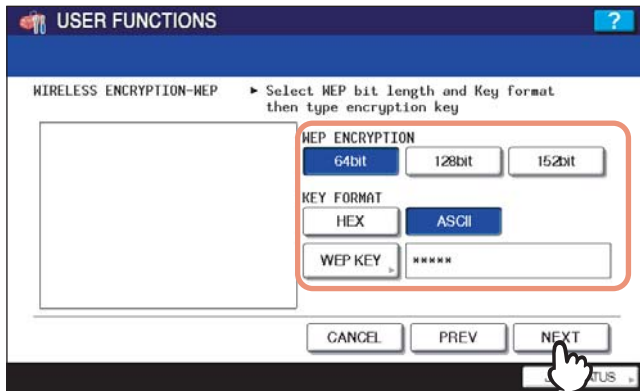 USER FUNCTIONS ?
WIRELESS ENCRYPTION-WEP ► Select WEP bit length and Key format
then type encryption key
WEP ENCRYPTION
64bit 128bit 152bit
KEY FORMAT
HEX ASCII
WEP KEY *****
CANCEL PREV NEXT